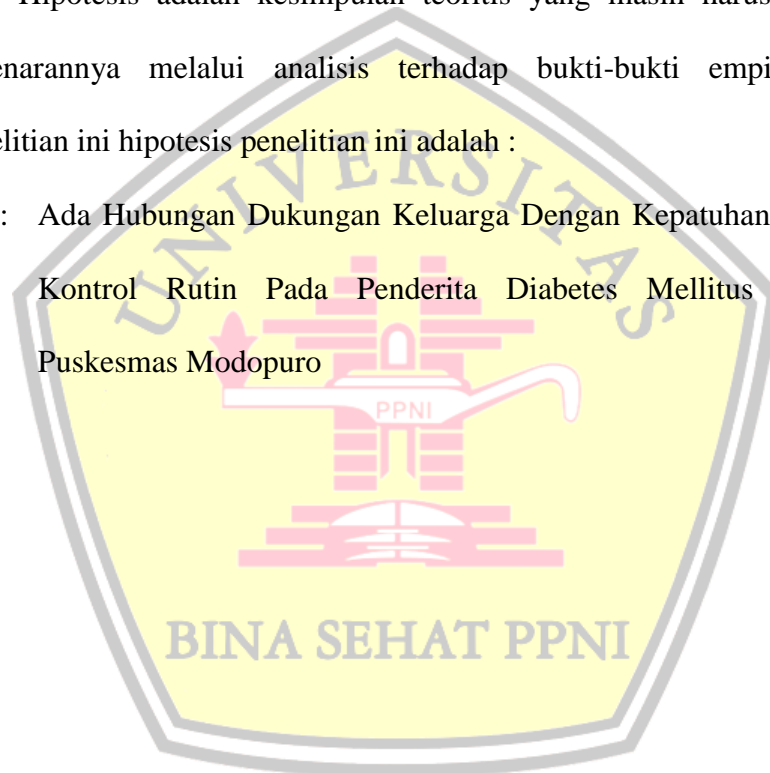 Hipotesis adalah kesimpulan teoritis yang masih harus
enarannya melalui analisis terhadap bukti-bukti empi
elitian ini hipotesis penelitian ini adalah :
: Ada Hubungan Dukungan Keluarga Dengan Kepatuhan
Kontrol Rutin Pada Penderita Diabetes Mellitus
Puskesmas Modopuro
UNIVERSITAS
PPNI
BINA SEHAT PPNI